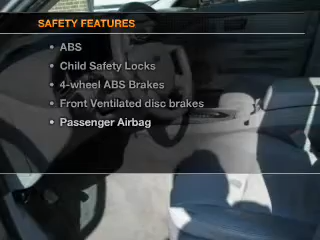 SAFETY FEATURES
• ABS
• Child Safety Locks
• 4-wheel ABS Brakes
• Front Ventilated disc brakes
• Passenger Airbag